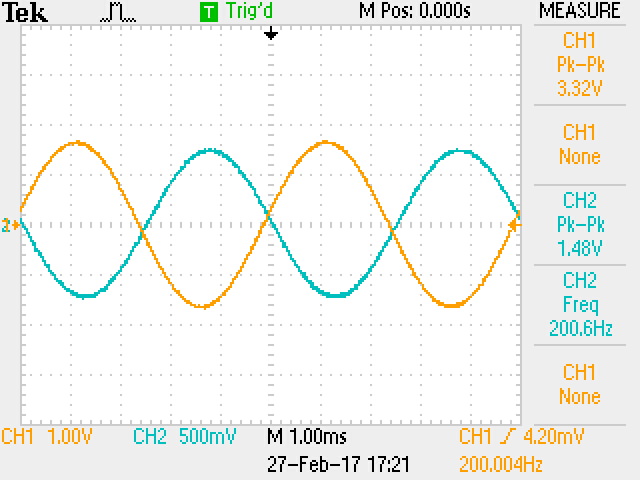 Tek T Trig'd M Pos: 0.000s MEASURE
CH1
Pk-Pk
3.32V
CH1
None
CH2
Pk-Pk
1.48V
CH2
Freq
200.6Hz
CH1
None
2
CH1 1.00V CH2 500mV M 1.00ms CH1 4.20mV
27-Feb-17 17:21 200.004Hz